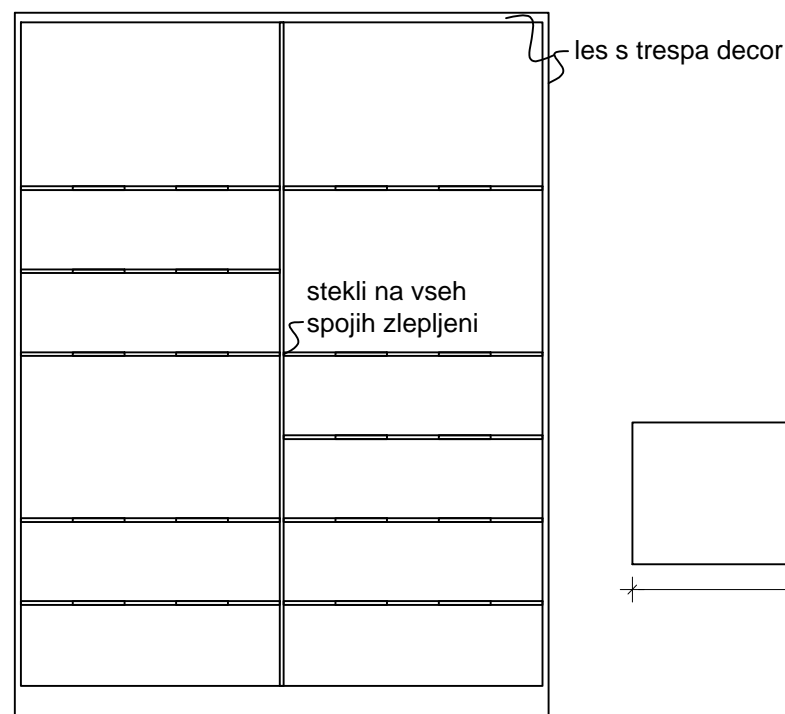 les s trespa decor
stekli na vseh
spojih zlepljeni